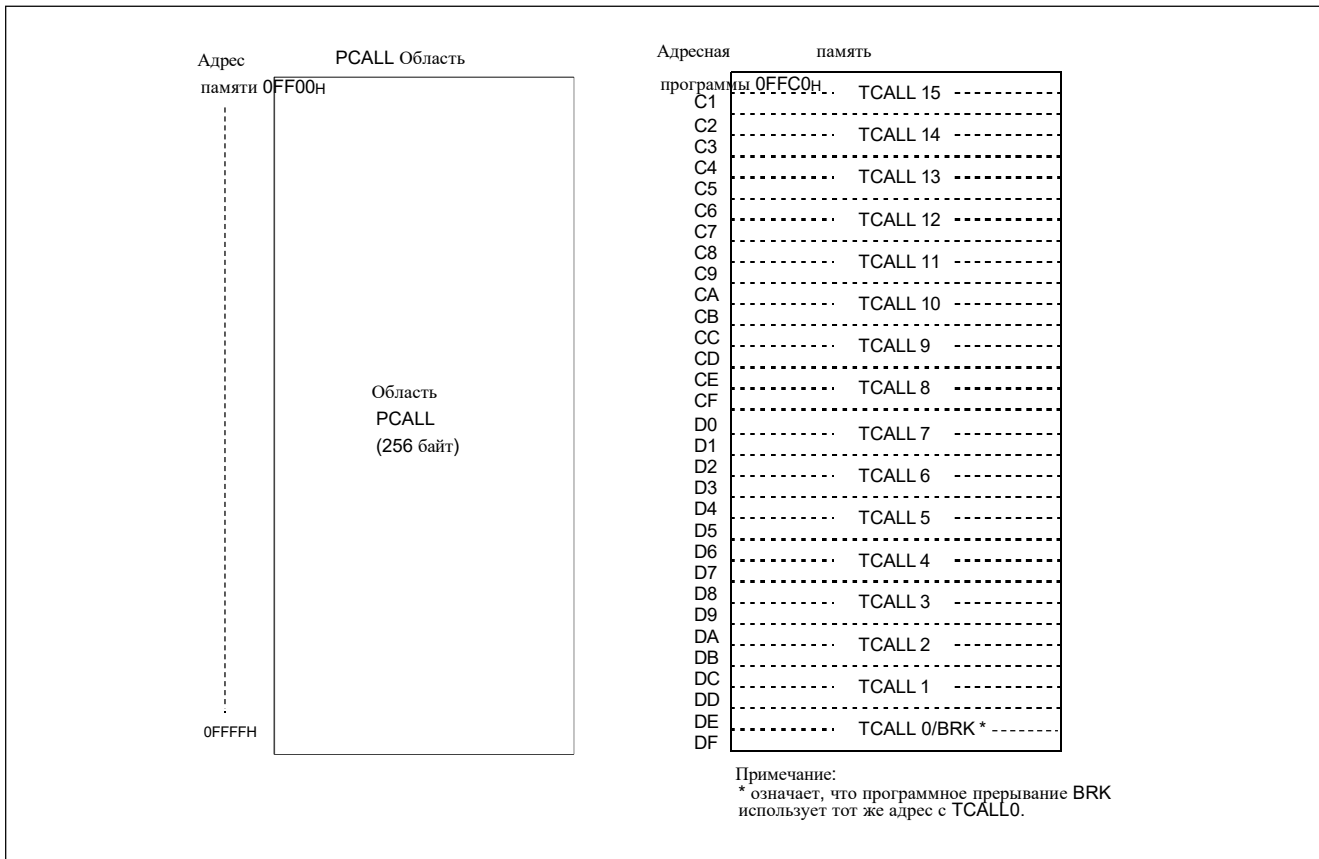 Адрес
памяти 0FF00H
PCALL Область
Область
PCALL
(256 байт)
0FFFFH
Адресная память
программы 0FFC0H
TCALL 15
C1
C2
TCALL 14
C3
C4
TCALL 13
C5
C6
TCALL 12
C7
C8
TCALL 11
C9
CA
TCALL 10
CB
CC
TCALL 9
CD
CE
TCALL 8
CF
D0
TCALL 7
D1
D2
TCALL 6
D3
D4
TCALL 5
D5
D6
TCALL 4
D7
D8
TCALL 3
D9
DA
TCALL 2
DB
DC
TCALL 1
DD
DE
TCALL 0/BRK *
DF
Примечание:
* означает, что программное прерывание BRK
использует тот же адрес с TCALL0.